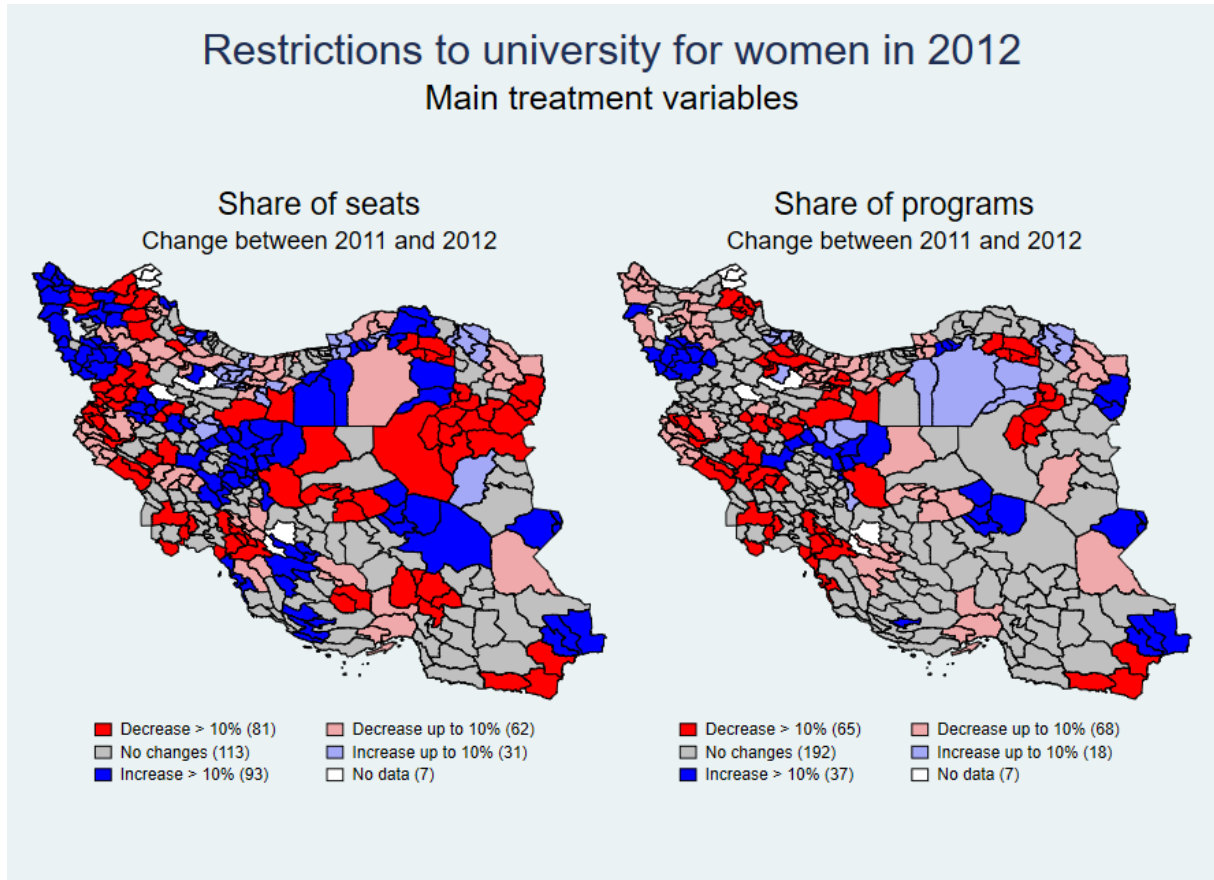 Restrictions to university for women in 2012
Main treatment variables
Share of seats
Change between 2011 and 2012
Decrease > 10% (81)
Decrease up to 10% (62)
No changes (113)
Increase up to 10% (31)
Increase > 10% (93)
No data (7)
Share of programs
Change between 2011 and 2012
Decrease > 10% (65)
Decrease up to 10% (68)
No changes (192)
Increase up to 10% (18)
Increase > 10% (37)
No data (7)